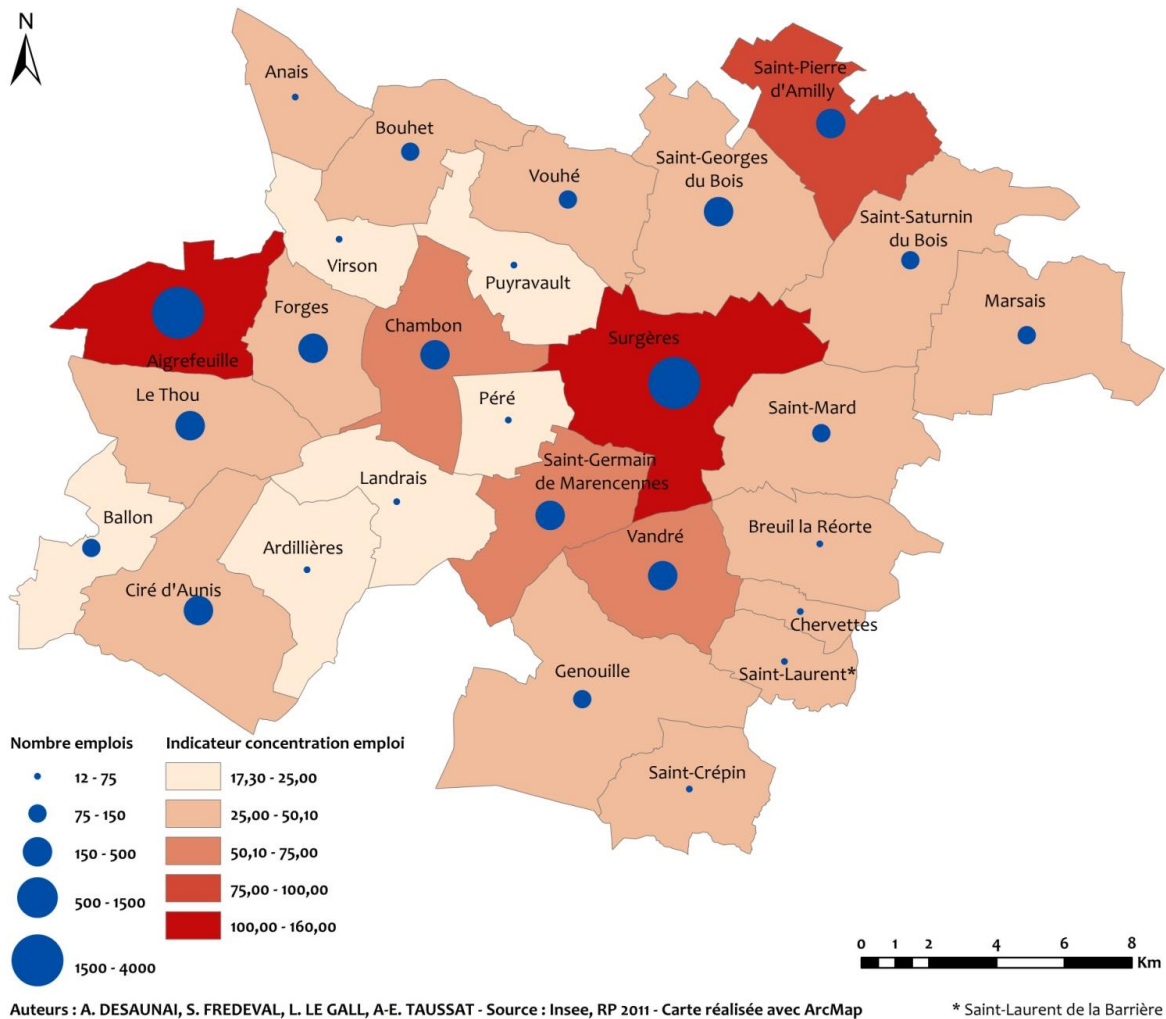 N
Anais
Saint-Pierre
d'Amilly
Bouhet
Saint-Georges
du Bois
Vouhé
Saint-Saturnin
du Bois
Virson
Puyravault
Marsais
Forges
Chambon
Surgères
Aigrefeuille
Le Thou
Péré
Saint-Mard
Saint-Germain
de Marencennes
Landrais
Ballon
Ardillières
Vandré
Breuil la Réorte
Ciré d'Aunis
Chervettes
Genouille
Saint-Laurent*
Saint-Crépin
Nombre emplois
12 - 75
75 - 150
150 - 500
500 - 1500
1500 - 4000
Indicateur concentration emploi
17,30 - 25,00
25,00 - 50,10
50,10 - 75,00
75,00 - 100,00
100,00 - 160,00
0 1 2 4 6 8
Km
Auteurs : A. DESAUNAI, S. FREDEVAL, L. LE GALL, A-E. TAUSSAT - Source : Insee, RP 2011 - Carte réalisée avec ArcMap
* Saint-Laurent de la Barrière